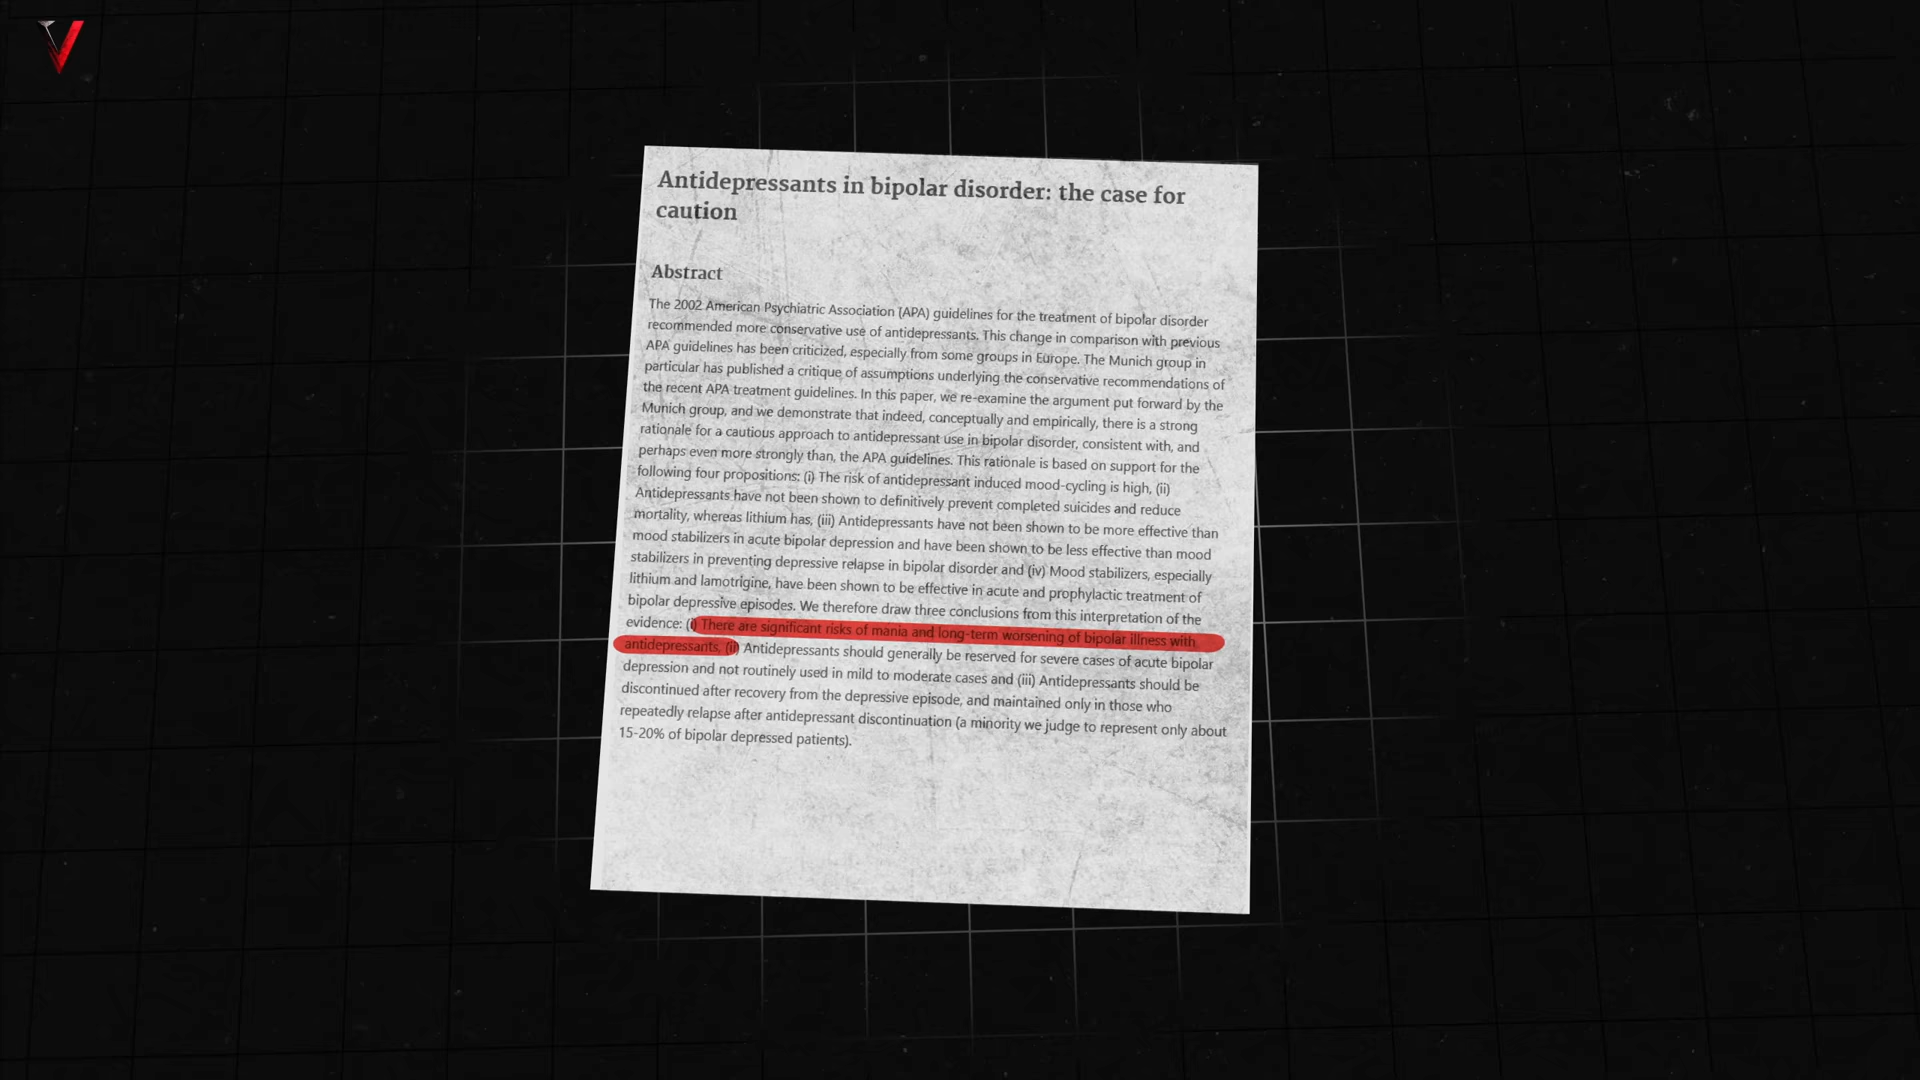 Antidepressants in bipolar disorder: the case for
caution
Abstract
The 2002 American Psychiatric Association (APA) guidelines for the treatment of bipolar disorder
recommended more conservative use of antidepressants. This change in comparison with previous
APA guidelines has been criticized, especially from some groups in Europe. The Munich group in
particular has published a critique of assumptions underlying the conservative recommendations of
the recent APA treatment guidelines. In this paper, we re-examine the argument put forward by the
Munich group, and we demonstrate that indeed, conceptually and empirically, there is a strong
rationale for a cautious approach to antidepressant use in bipolar disorder, consistent with, and
perhaps even more strongly than, the APA guidelines. This rationale is based on support for the
following four propositions: (i) The risk of antidepressant induced mood-cycling is high, (ii)
Antidepressants have not been shown to definitively prevent completed suicides and reduce
mortality, whereas lithium has, (iii) Antidepressants have not been shown to be more effective than
mood stabilizers in acute bipolar depression and have been shown to be less effective than mood
stabilizers in preventing depressive relapse in bipolar disorder and (iv) Mood stabilizers, especially
lithium and lamotrigine, have been shown to be effective in acute and prophylactic treatment of
bipolar depressive episodes. We therefore draw three conclusions from this interpretation of the
evidence: (i) There are significant risks of mania and long-term worsening of bipolar illness with
antidepressants, (ii) Antidepressants should generally be reserved for severe cases of acute bipolar
depression and not routinely used in mild to moderate cases and (iii) Antidepressants should be
discontinued after recovery from the depressive episode, and maintained only in those who
repeatedly relapse after antidepressant discontinuation (a minority we judge to represent only about
15-20% of bipolar depressed patients).